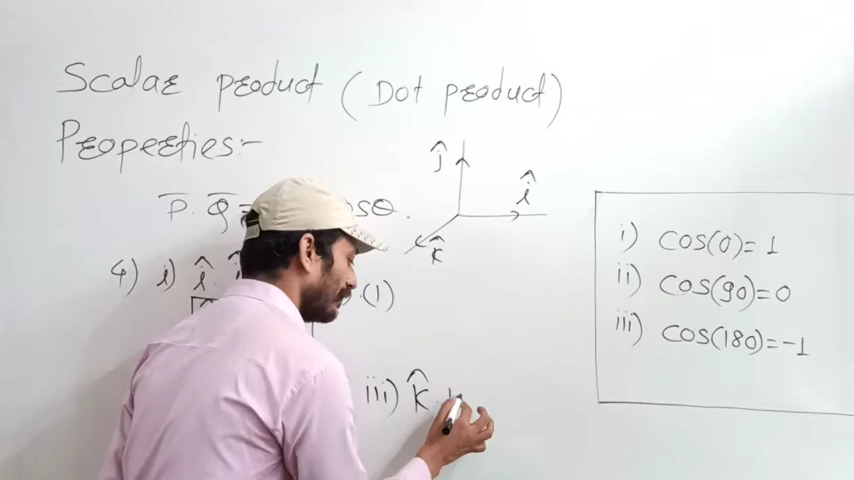 Scalar product (Dot product)
Properties:-
P̅. Q̅ = osθ.
ĵ
î
k̂
4) i) î .
.(1)
iii) k̂ .
i) cos(0)= 1
ii) cos(90)=0
iii) cos(180)=-1